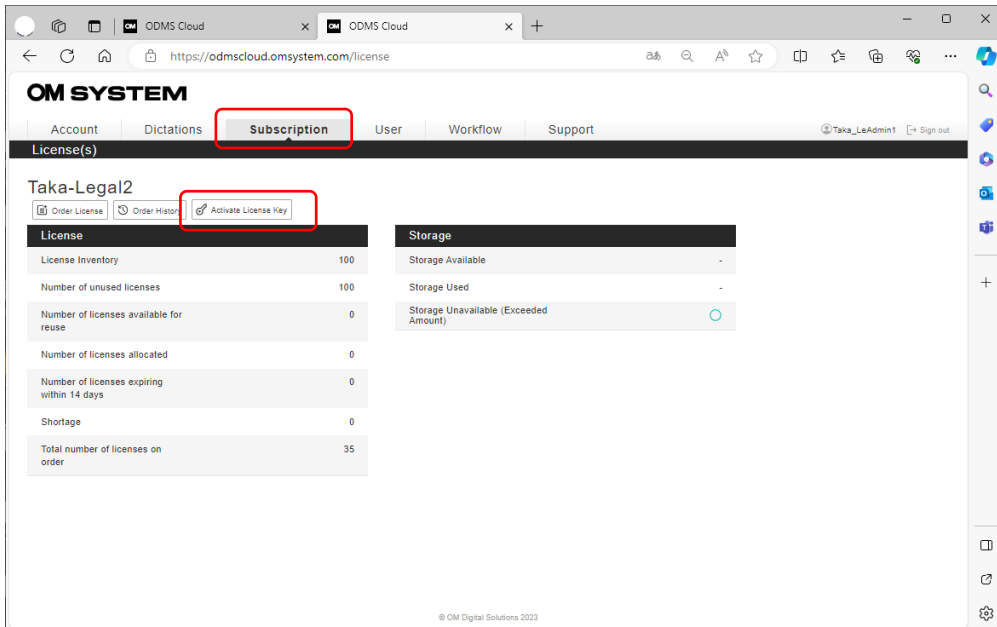 OM ODMS Cloud
OM ODMS Cloud
https://odmscloud.omsystem.com/license
OM SYSTEM
Account Dictations Subscription User Workflow Support Taka_LeAdmin1 Sign out
License(s)
Taka-Legal2
Order License Order History Activate License Key
License
License Inventory 100
Number of unused licenses 100
Number of licenses available for
reuse 0
Number of licenses allocated 0
Number of licenses expiring
within 14 days 0
Shortage 0
Total number of licenses on
order 35
Storage
Storage Available -
Storage Used -
Storage Unavailable (Exceeded
Amount)
© OM Digital Solutions 2023